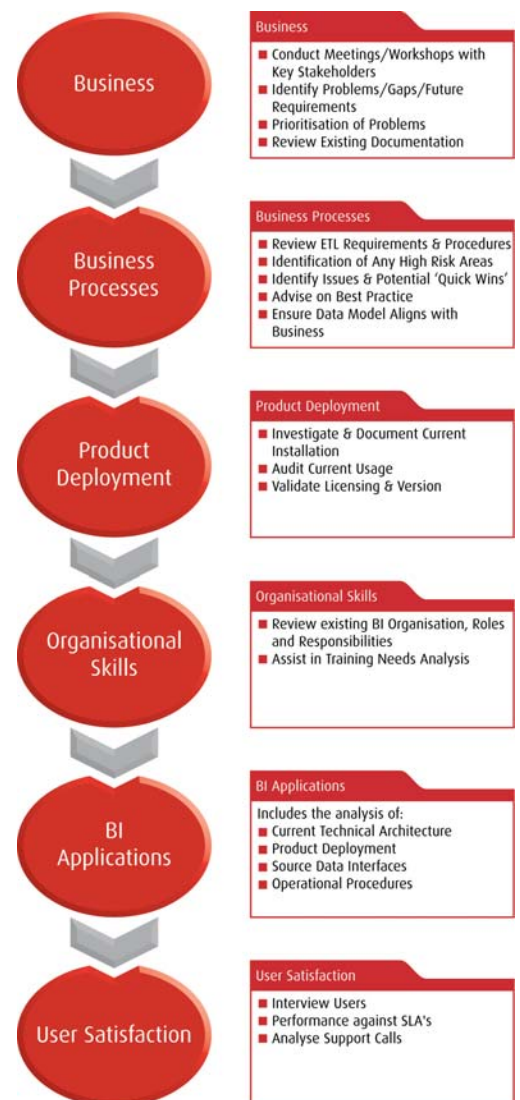 Business
Business
■ Conduct Meetings/Workshops with
Key Stakeholders
■ Identify Problems/Gaps/Future
Requirements
■ Prioritisation of Problems
■ Review Existing Documentation
Business
Processes
Business Processes
■ Review ETL Requirements & Procedures
■ Identification of Any High Risk Areas
■ Identify Issues & Potential ‘Quick Wins’
■ Advise on Best Practice
■ Ensure Data Model Aligns with
Business
Product
Deployment
Product Deployment
■ Investigate & Document Current
Installation
■ Audit Current Usage
■ Validate Licensing & Version
Organisational
Skills
Organisational Skills
■ Review existing BI Organisation, Roles
and Responsibilities
■ Assist in Training Needs Analysis
BI
Applications
BI Applications
Includes the analysis of:
■ Current Technical Architecture
■ Product Deployment
■ Source Data Interfaces
■ Operational Procedures
User Satisfaction
User Satisfaction
■ Interview Users
■ Performance against SLA's
■ Analyse Support Calls